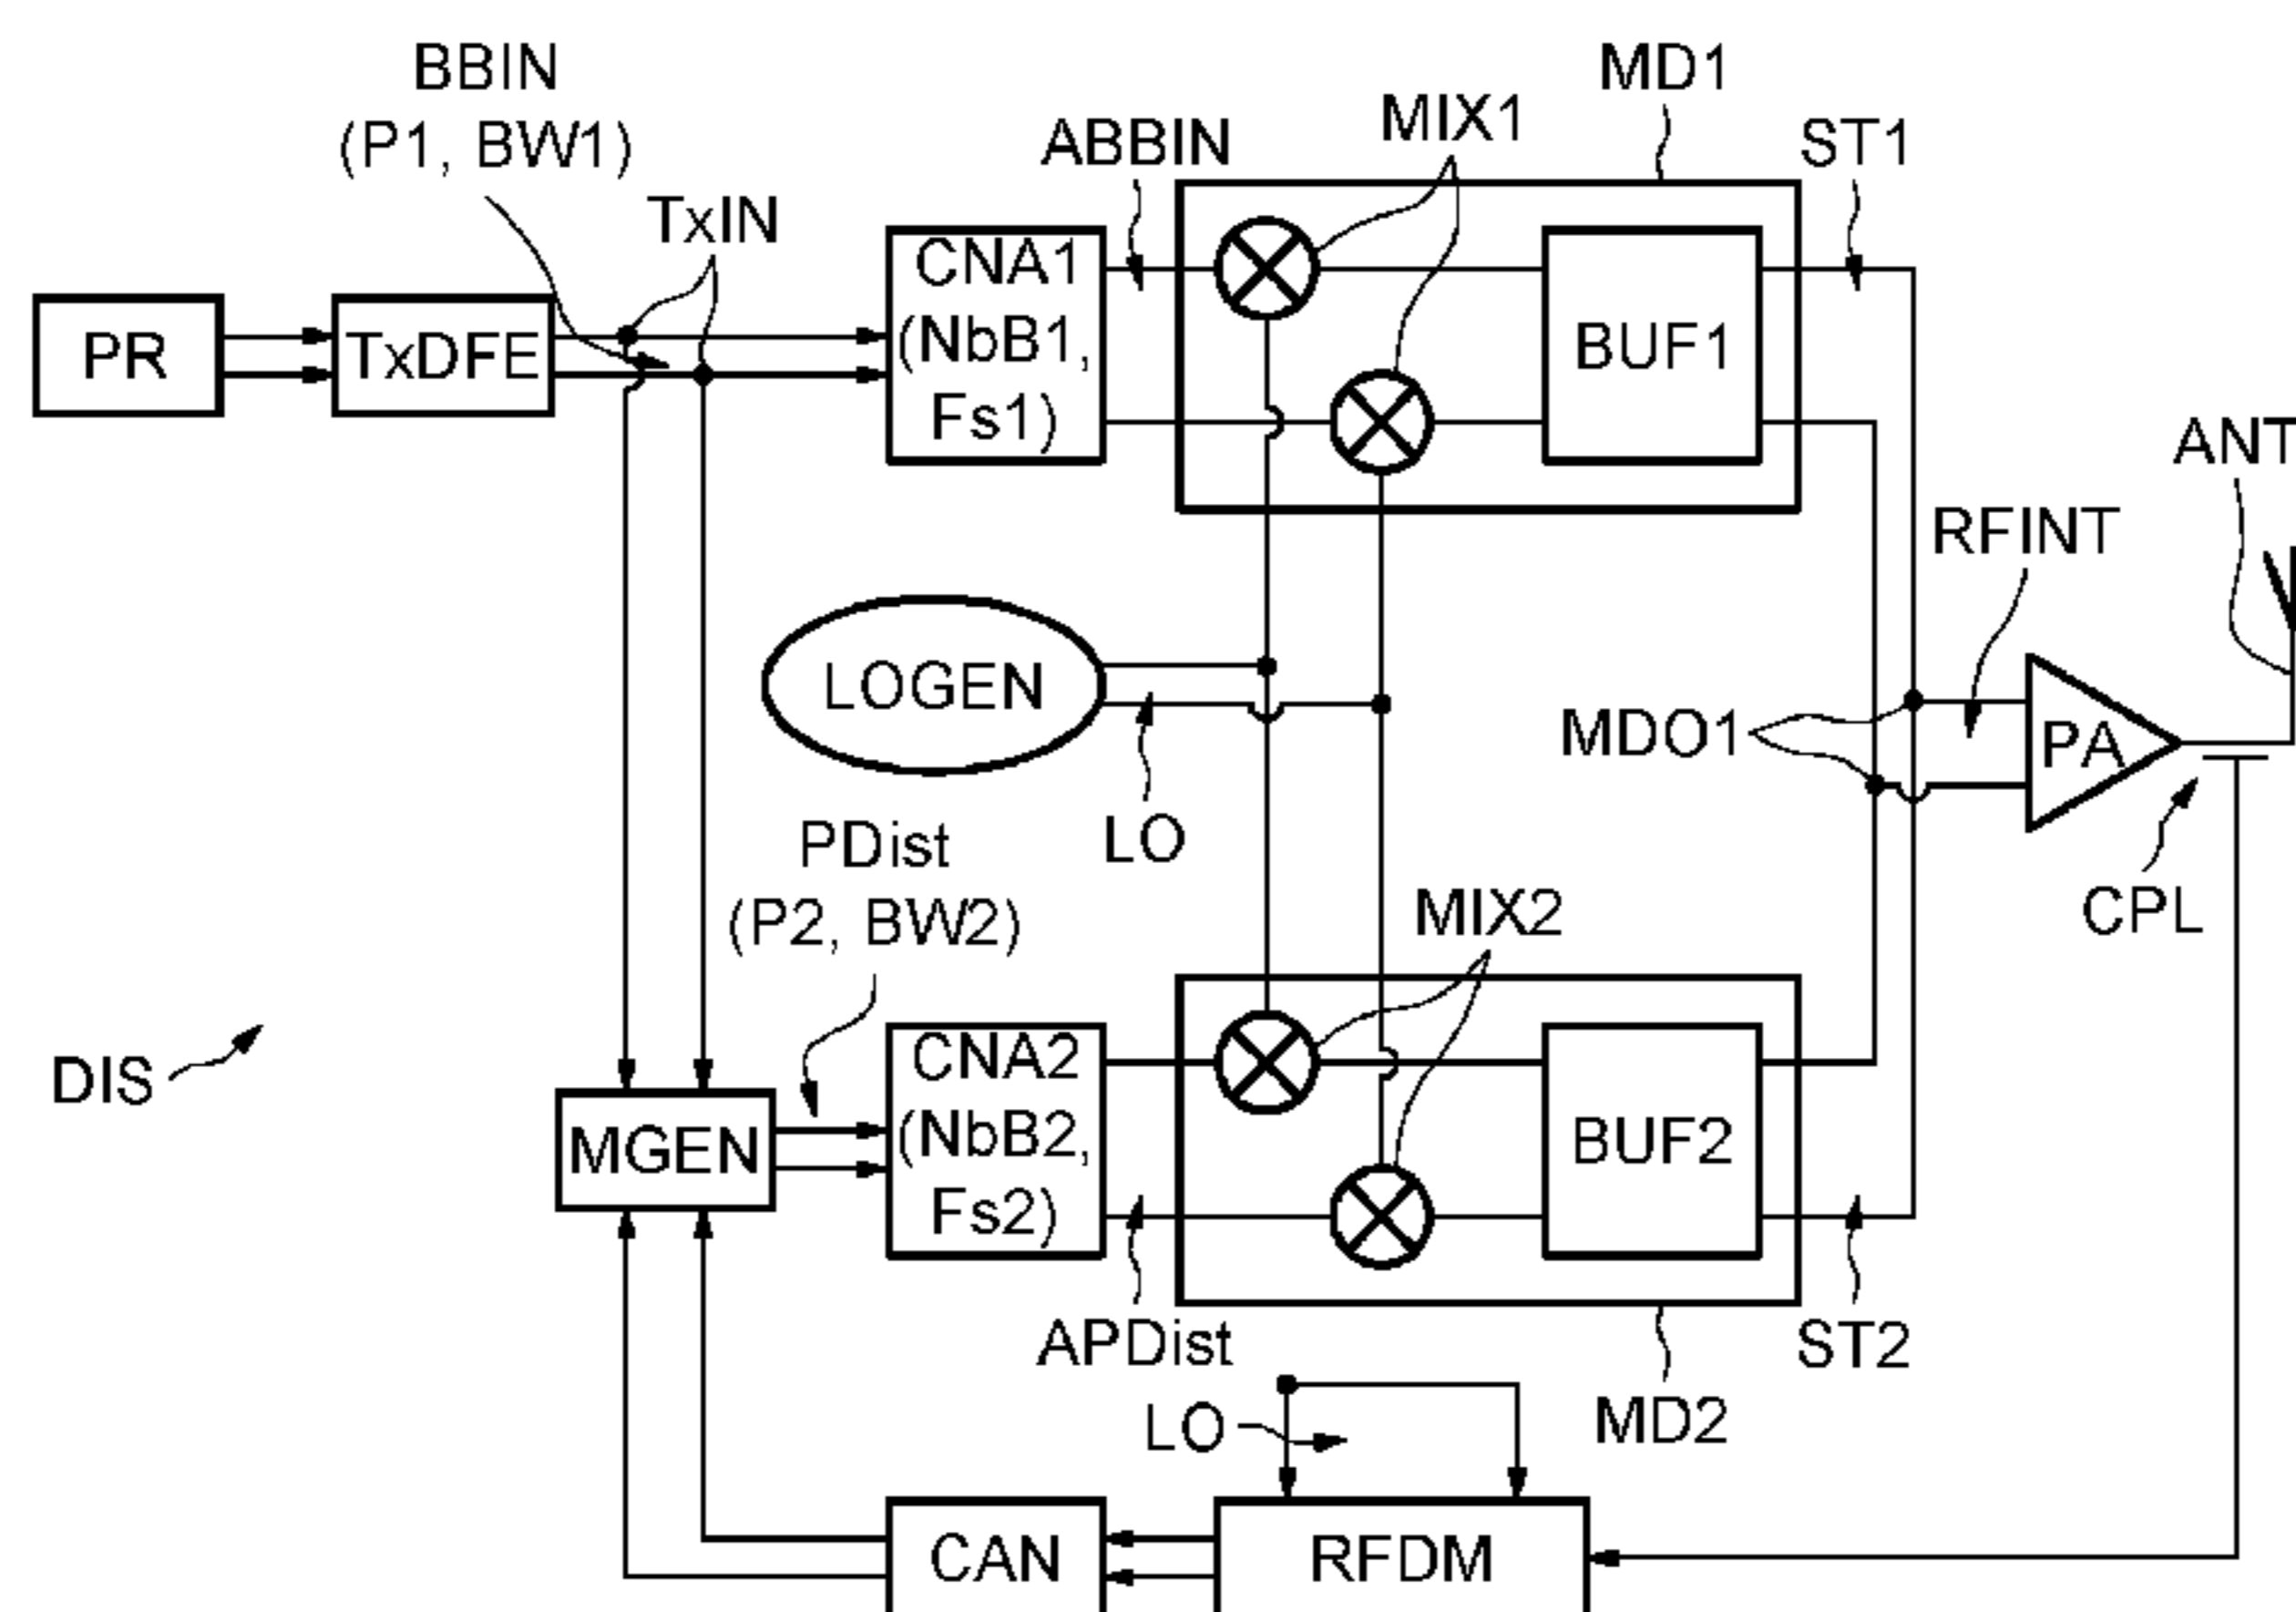 BBIN
(P1, BW1)
TxIN
ABBIN
MIX1
MD1
ST1
PR
TxDFE
CNA1
(NbB1,
Fs1)
BUF1
ANT
RFINT
LOGEN
MDO1
PA
LO
CPL
PDist
(P2, BW2)
MIX2
DIS
MGEN
CNA2
(NbB2,
Fs2)
BUF2
APDist
ST2
MD2
LO
CAN
RFDM